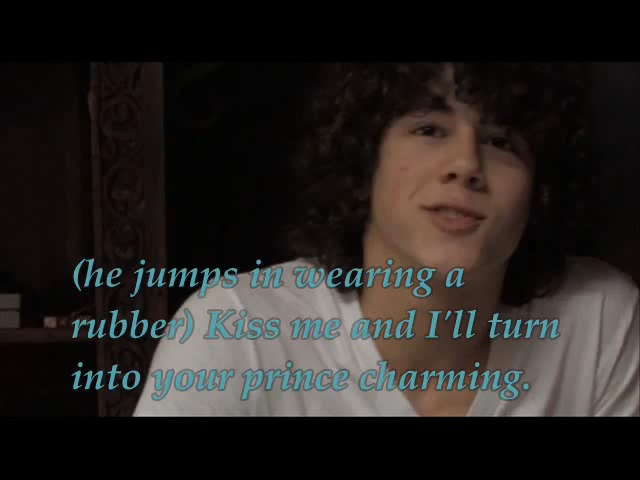 (he jumps in wearing a
rubber) Kiss me and I'll turn
into your prince charming.